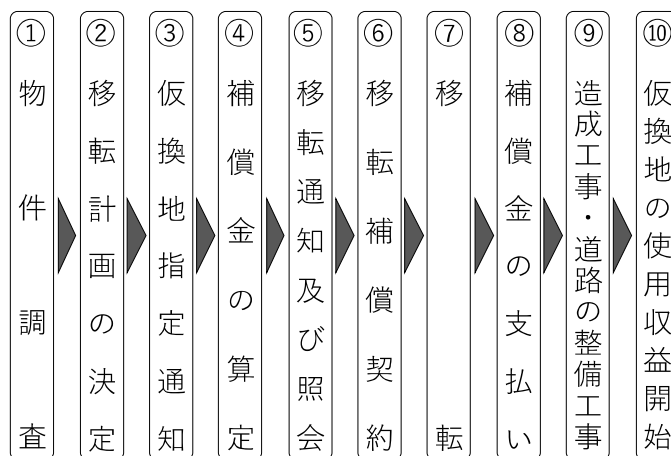 ①物件調査
②移転計画の決定
③仮換地指定通知
④補償金の算定
⑤移転通知及び照会
⑥移転補償契約
⑦移転
⑧補償金の支払い
⑨造成工事・道路の整備工事
⑩仮換地の使用収益開始